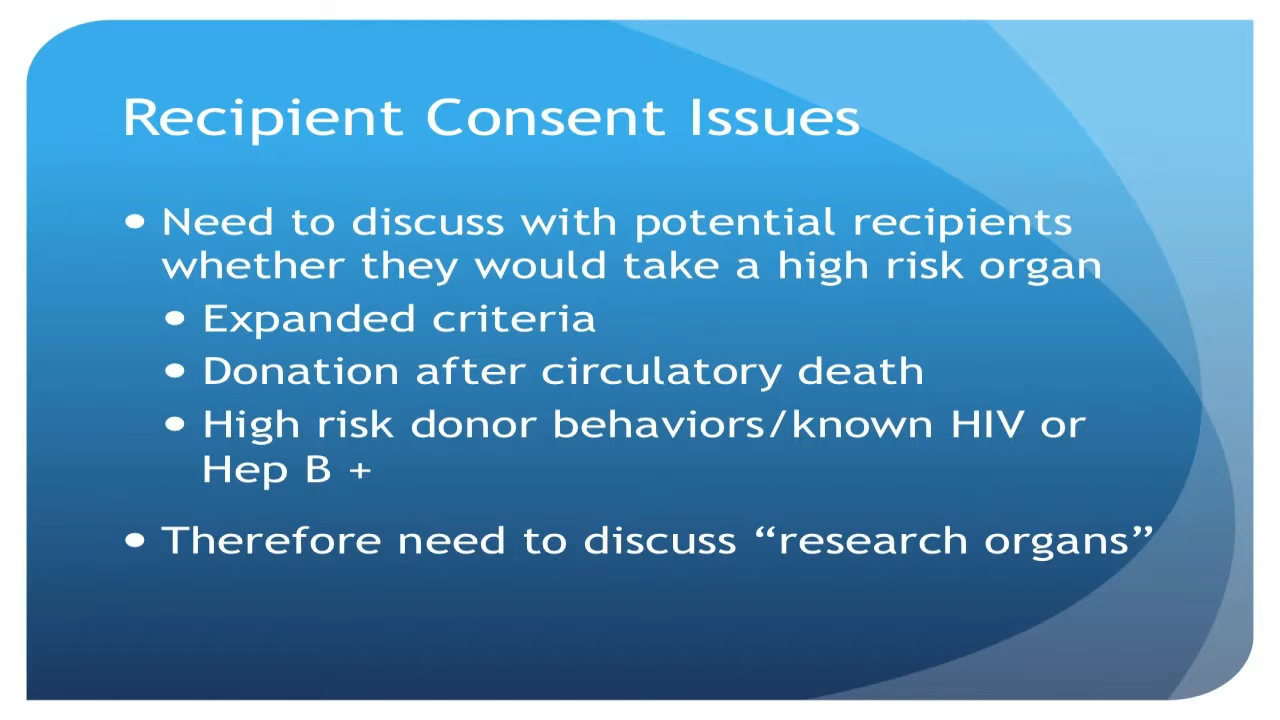 Recipient Consent Issues
• Need to discuss with potential recipients
whether they would take a high risk organ
• Expanded criteria
• Donation after circulatory death
• High risk donor behaviors/known HIV or
Hep B +
• Therefore need to discuss “research organs”